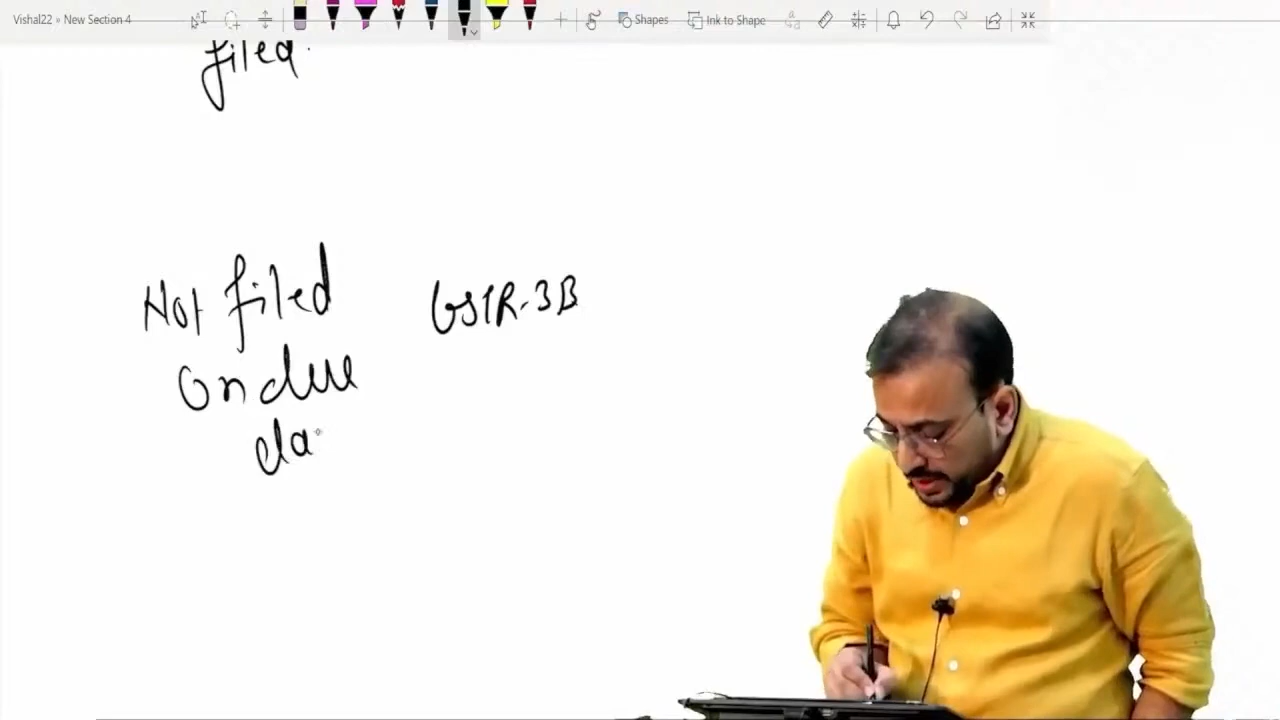 Vishal22 » New Section 4
Shapes
Ink to Shape
filed.
Not filed GSTR-3B
on due
da